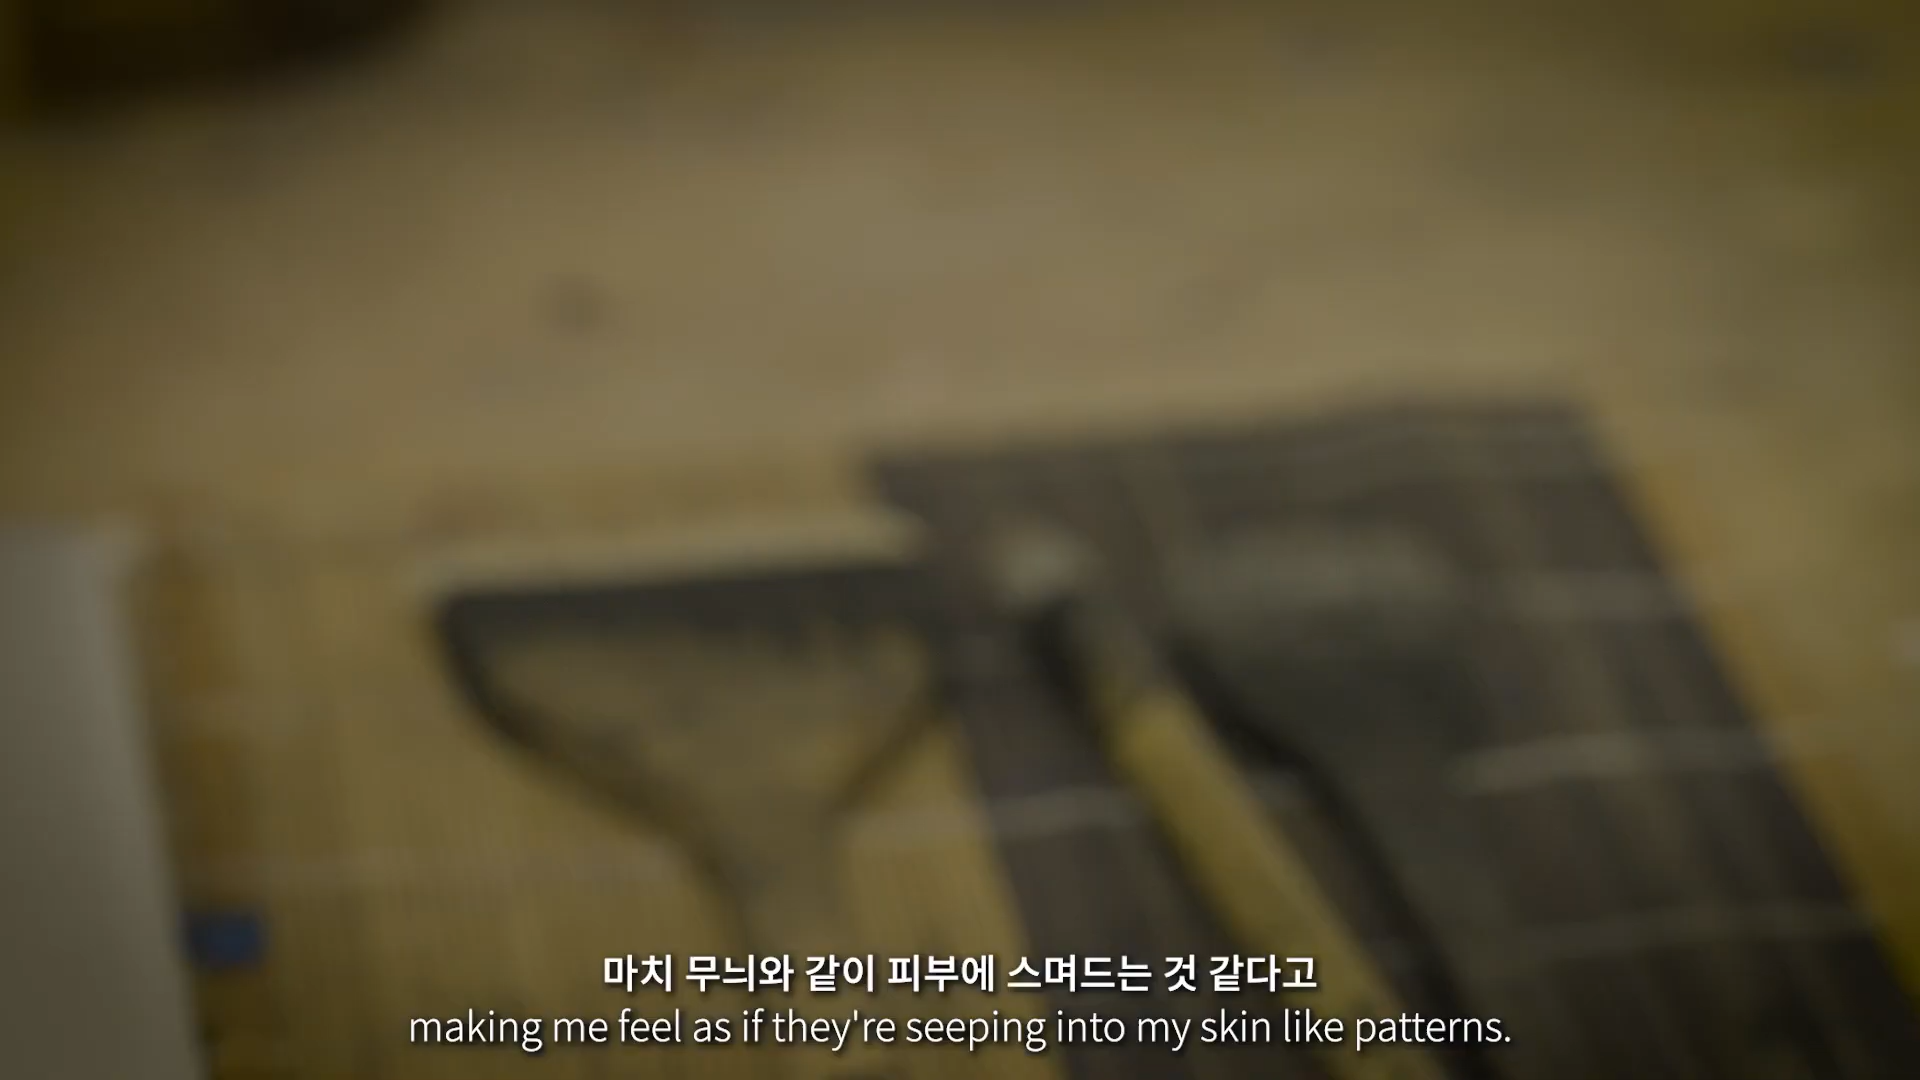 마치 무늬와 같이 피부에 스며드는 것 같다고
making me feel as if they're seeping into my skin like patterns.